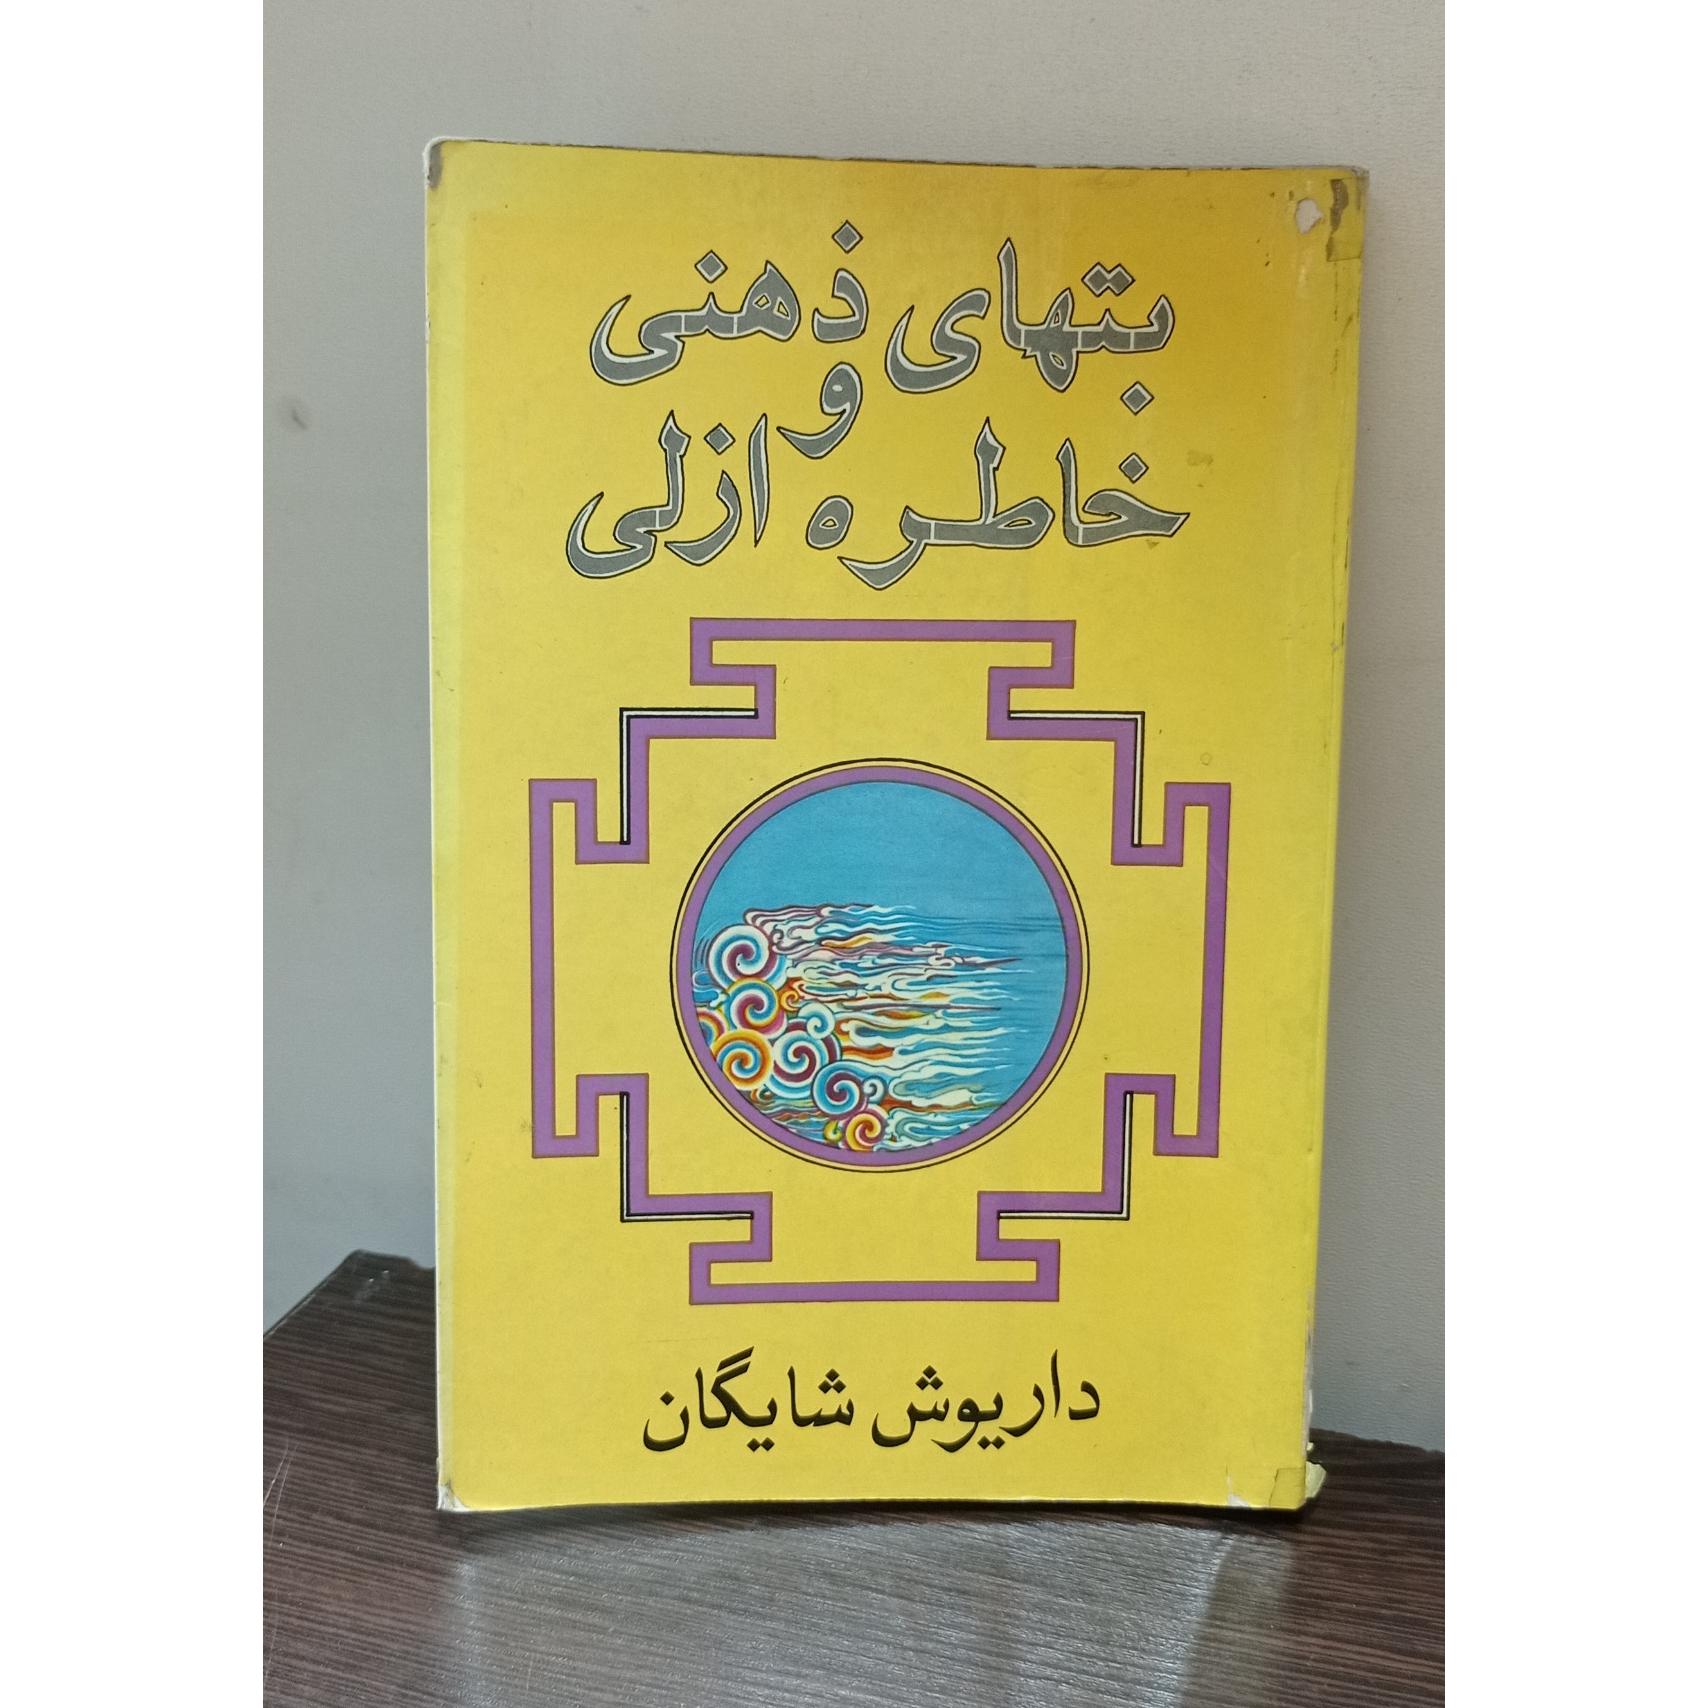 بتهای ذهنی
و
خاطره ازلی
داریوش شایگان